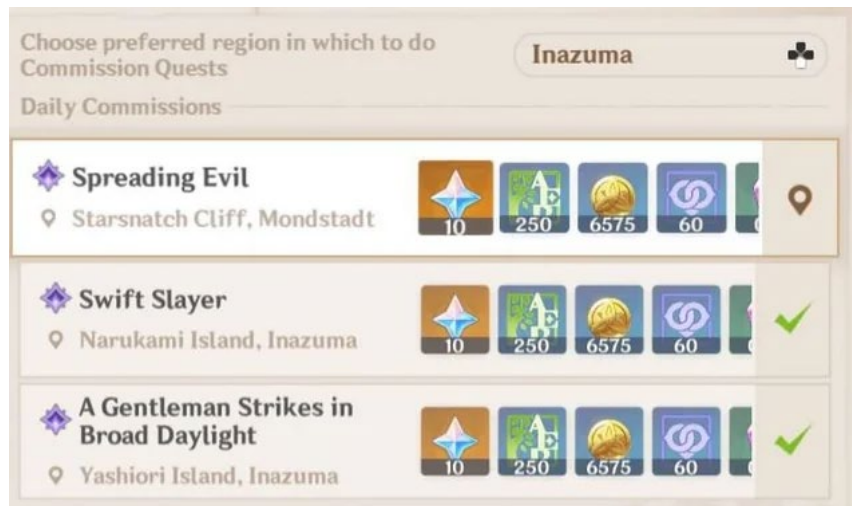 Choose preferred region in which to do
Commission Quests
Inazuma
Daily Commissions
Spreading Evil
Starsnatch Cliff, Mondstadt
10 250 6575 60
Swift Slayer
Narukami Island, Inazuma
10 250 6575 60
A Gentleman Strikes in
Broad Daylight
Yashiori Island, Inazuma
10 250 6575 60